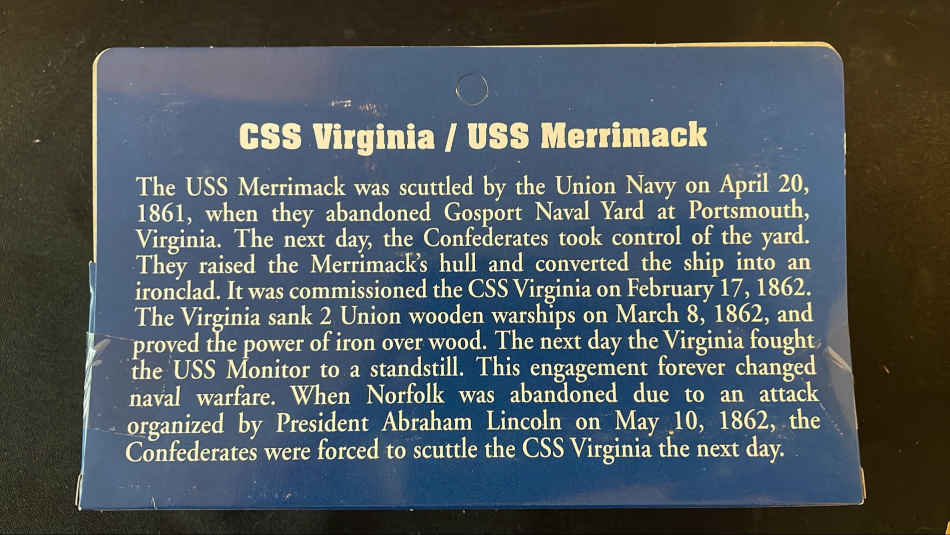 CSS Virginia / USS Merrimack
The USS Merrimack was scuttled by the Union Navy on April 20,
1861, when they abandoned Gosport Naval Yard at Portsmouth,
Virginia. The next day, the Confederates took control of the yard.
They raised the Merrimack's hull and converted the ship into an
ironclad. It was commissioned the CSS Virginia on February 17, 1862.
The Virginia sank 2 Union wooden warships on March 8, 1862, and
proved the power of iron over wood. The next day the Virginia fought
the USS Monitor to a standstill. This engagement forever changed
naval warfare. When Norfolk was abandoned due to an attack
organized by President Abraham Lincoln on May 10, 1862, the
Confederates were forced to scuttle the CSS Virginia the next day.